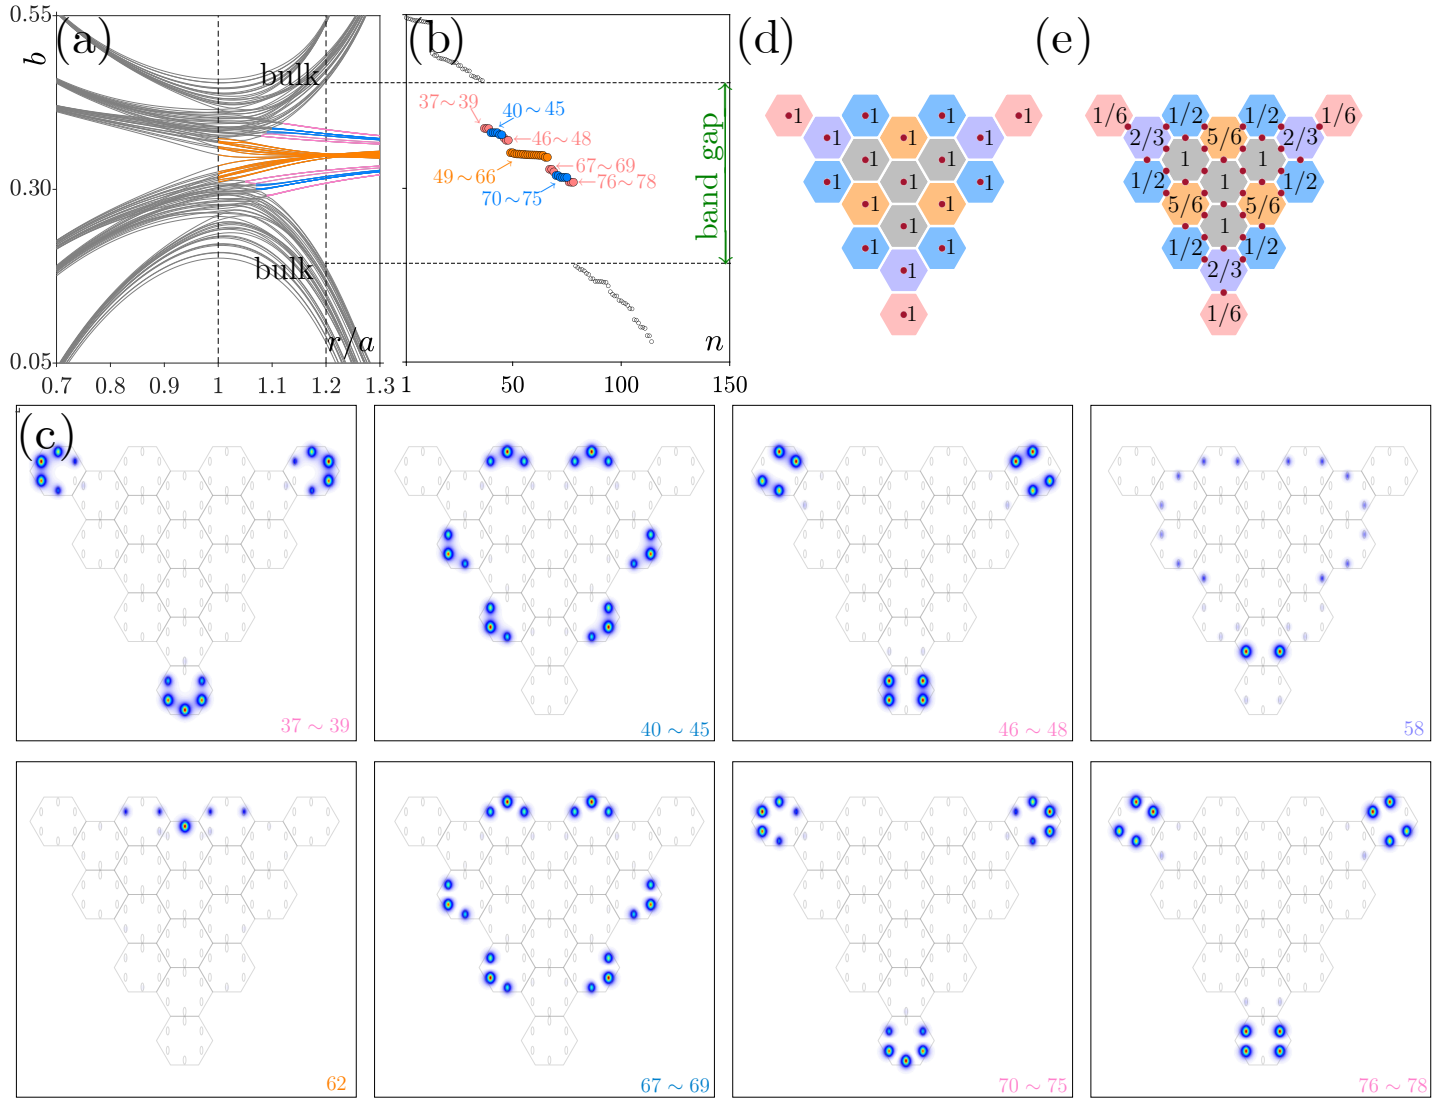 (a)
b
0.55
0.30
0.05
bulk
bulk
r/a
0.7 0.8 0.9 1 1.1 1.2 1.3
(b)
37∼39
40∼45
46∼48
49∼66
67∼69
70∼75
76∼78
band gap
n
1 50 100 150
(d)
1 1 1 1
1 1 1
1 1
1 1 1
1 1
1
1 1
1
1
(e)
1/6 1/2 1/2 1/6
2/3 5/6 2/3
1 1
1/2 1 1/2
5/6 5/6
1
1/2 1/2
2/3
1/6
(c)
37 ∼ 39
40 ∼ 45
46 ∼ 48
58
62
67 ∼ 69
70 ∼ 75
76 ∼ 78